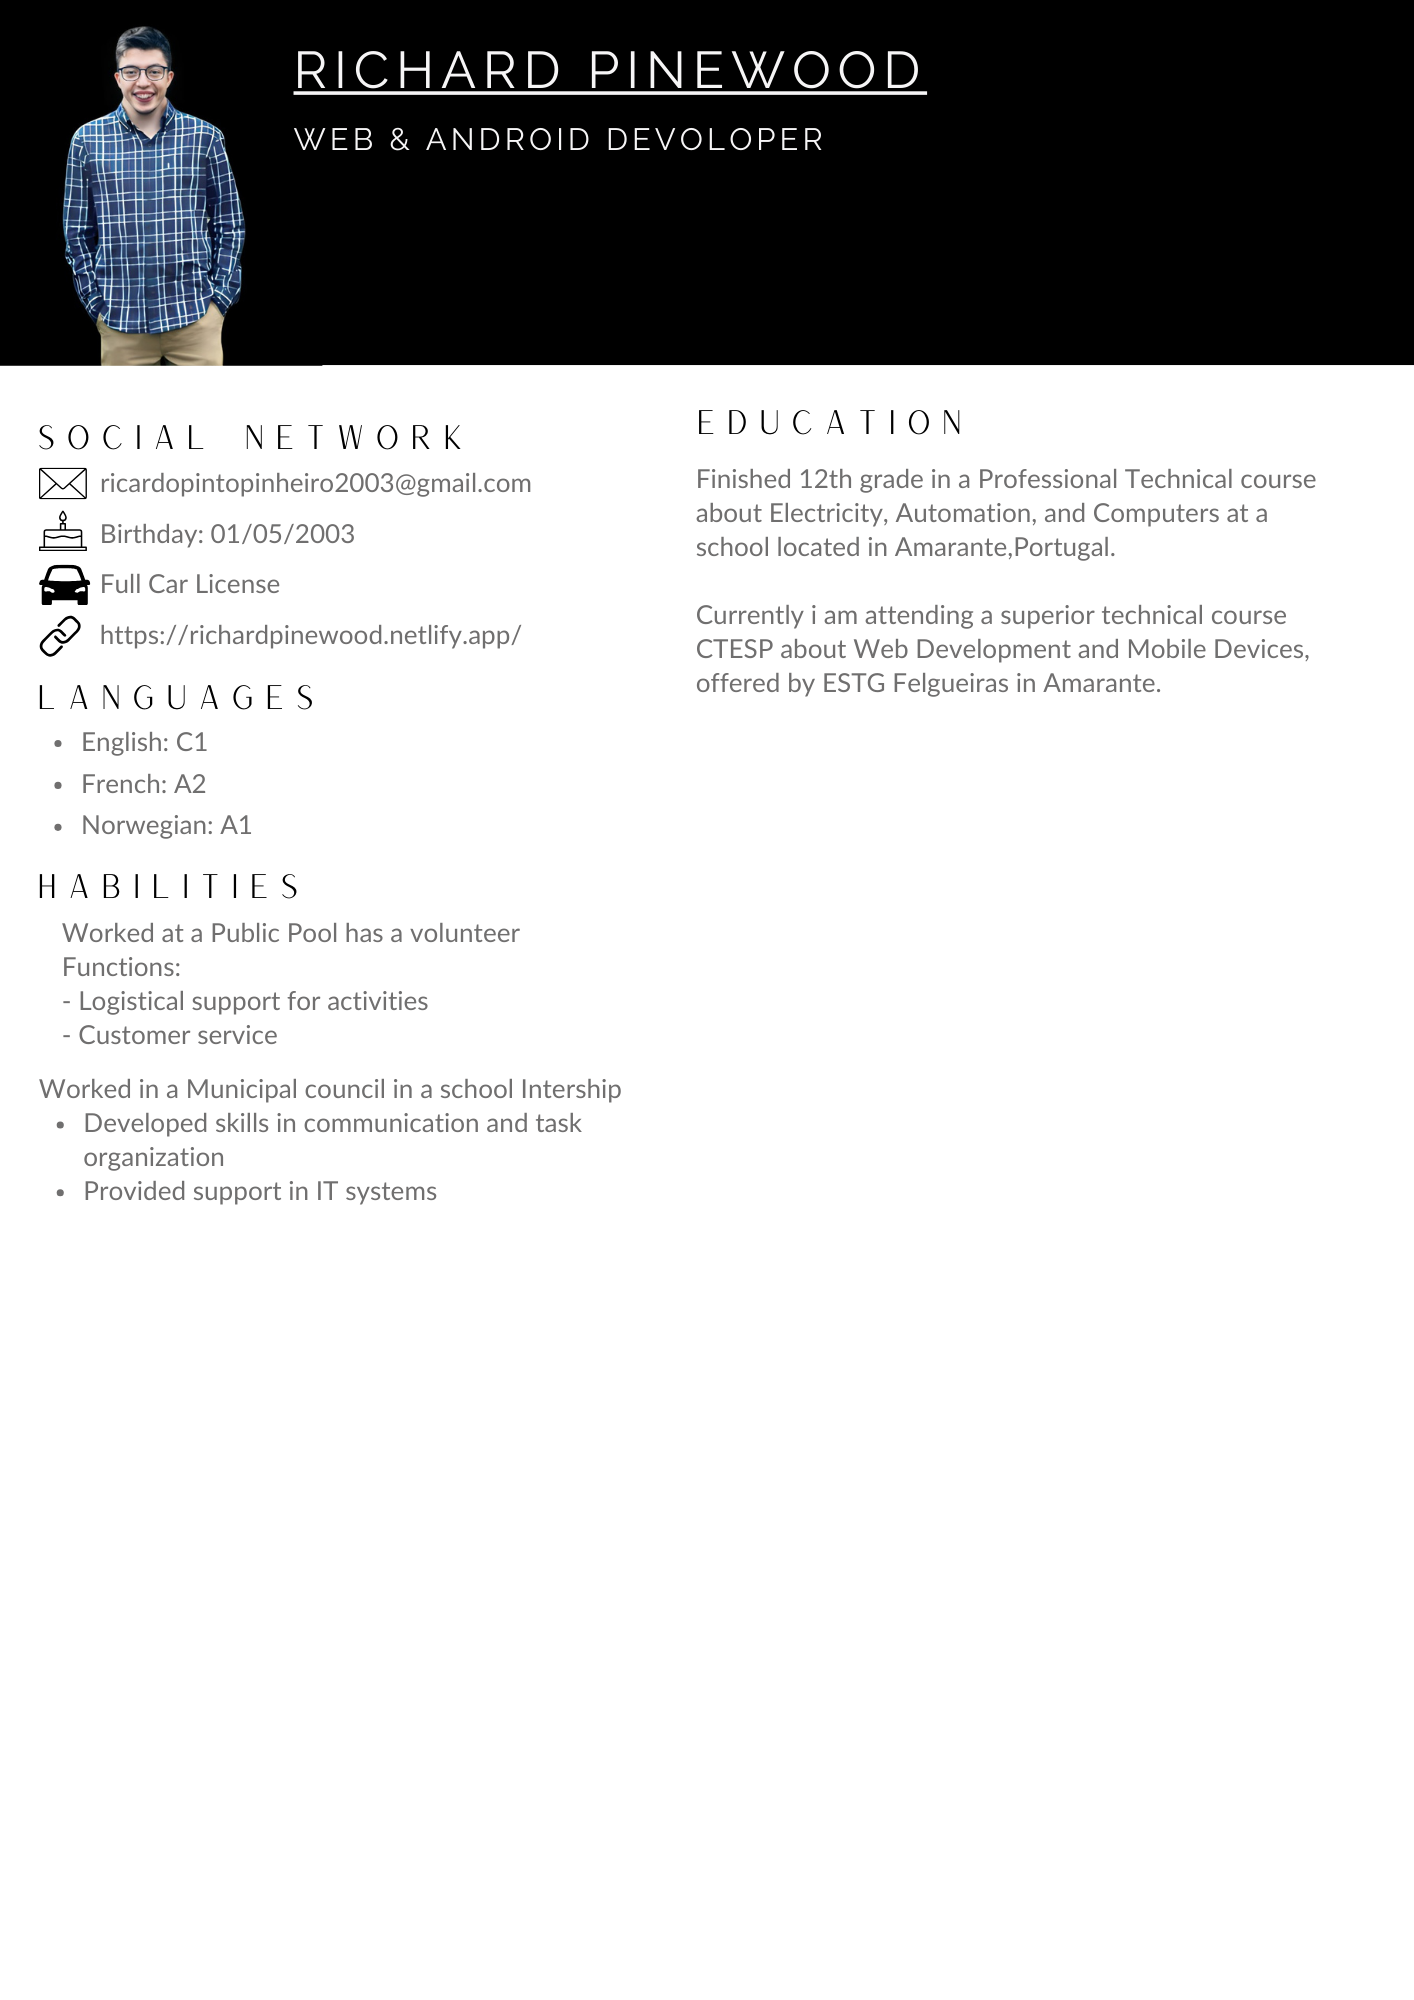 RICHARD PINEWOOD
WEB & ANDROID DEVOLOPER
SOCIAL NETWORK
ricardopintopinheiro2003@gmail.com
Birthday: 01/05/2003
Full Car License
https://richardpinewood.netlify.app/
LANGUAGES
• English: C1
• French: A2
• Norwegian: A1
HABILITIES
Worked at a Public Pool has a volunteer
Functions:
- Logistical support for activities
- Customer service
Worked in a Municipal council in a school Intership
• Developed skills in communication and task
organization
• Provided support in IT systems
EDUCATION
Finished 12th grade in a Professional Technical course
about Electricity, Automation, and Computers at a
school located in Amarante,Portugal.
Currently i am attending a superior technical course
CTESP about Web Development and Mobile Devices,
offered by ESTG Felgueiras in Amarante.